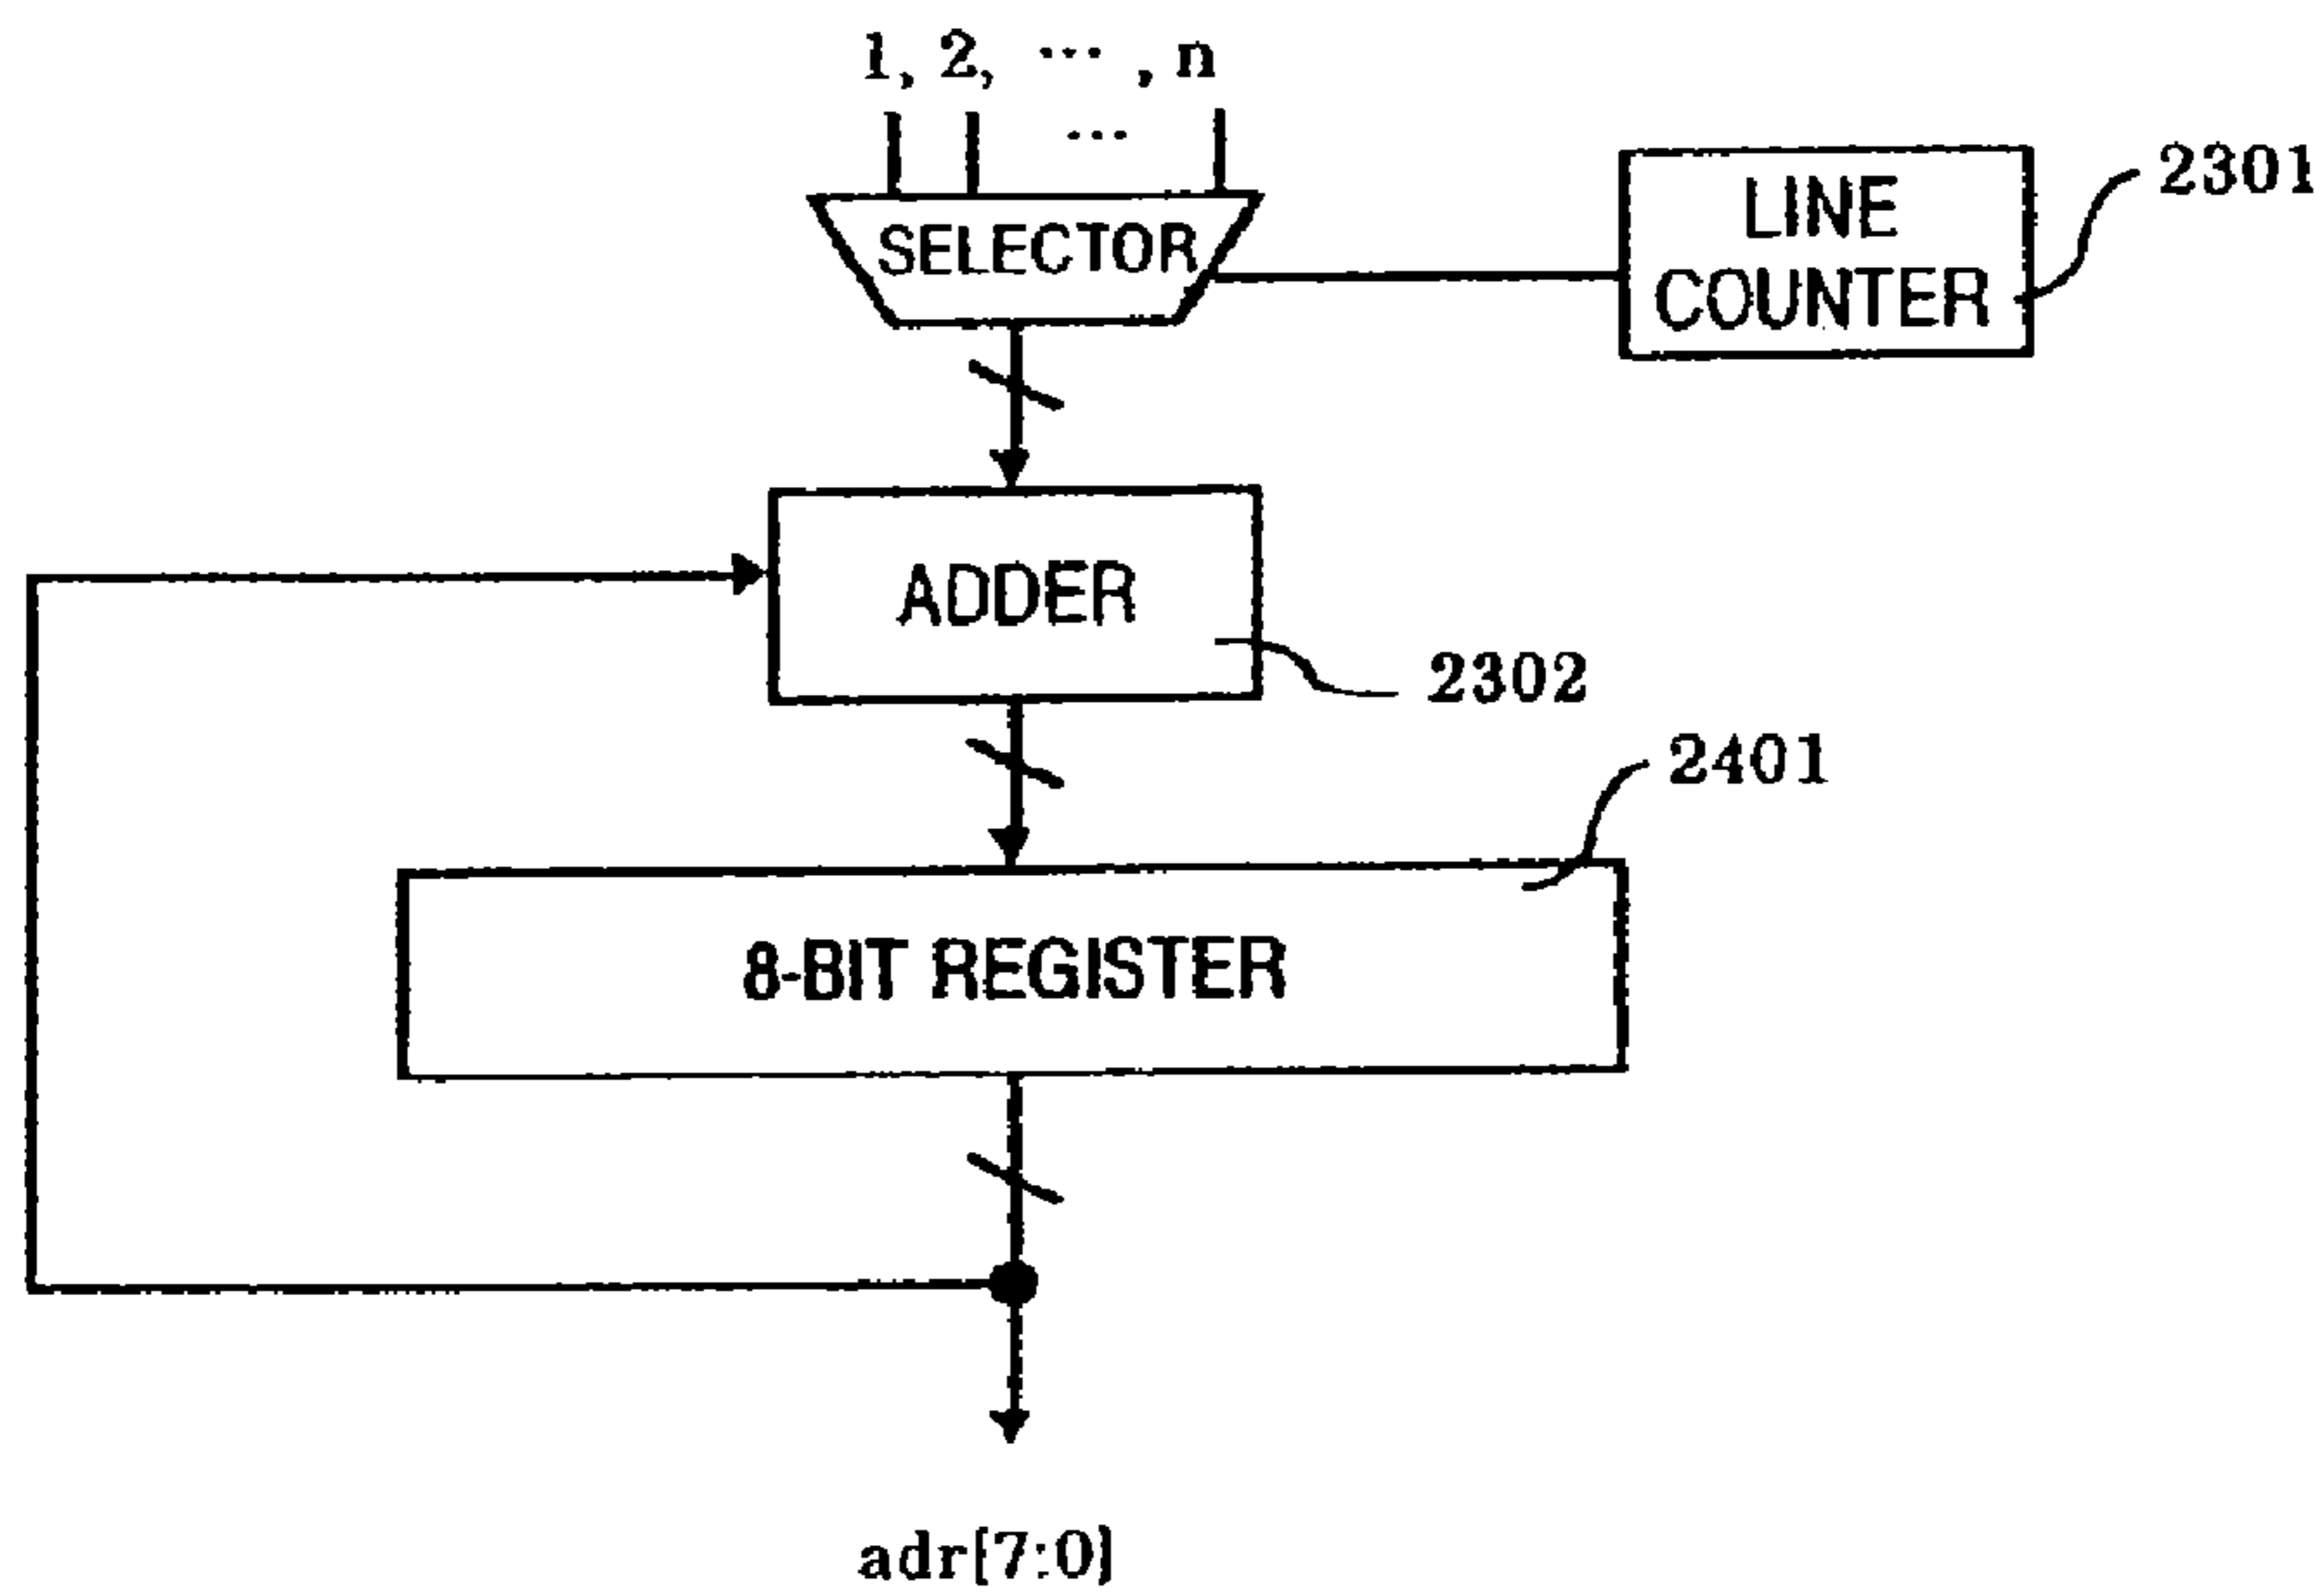 1, 2, ... , n
...
SELECTOR
LINE
COUNTER
2301
ADDER
2302
2401
8-BIT REGISTER
adr[7:0]